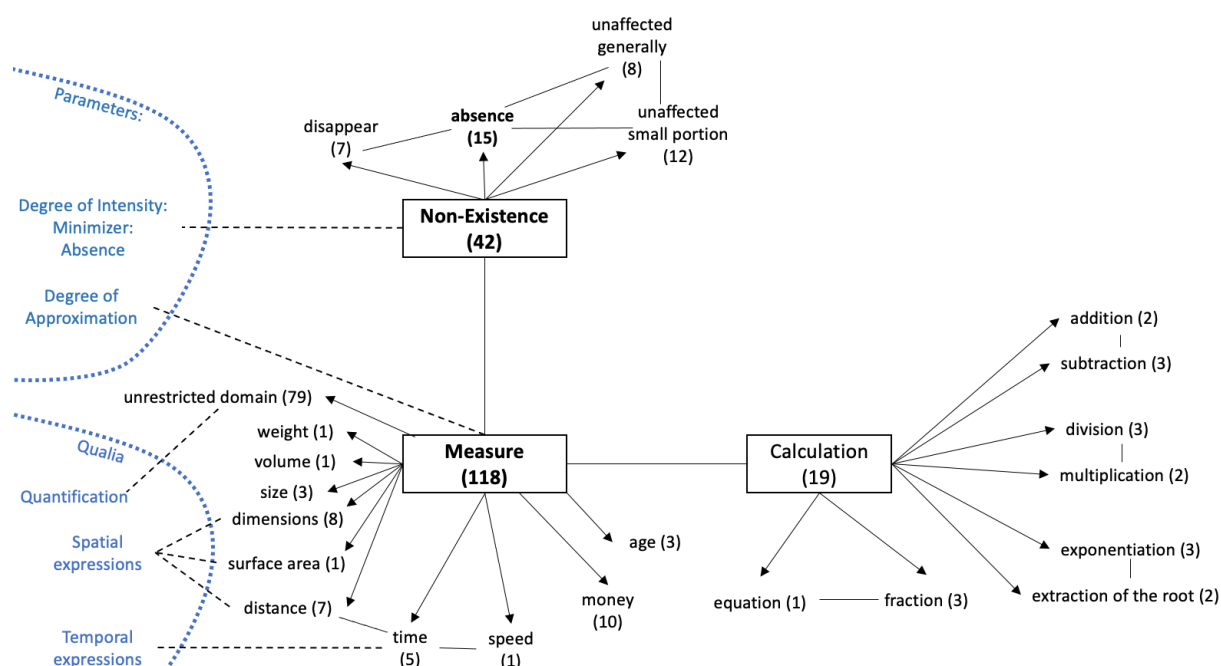 unaffected
generally
(8)
Parameters:
disappear
(7)
absence
(15)
unaffected
small portion
(12)
Degree of Intensity:
Minimizer:
Absence
Non-Existence
(42)
Degree of
Approximation
addition (2)
subtraction (3)
unrestricted domain (79)
Qualia
weight (1)
volume (1)
size (3)
dimensions (8)
surface area (1)
distance (7)
Quantification
Spatial
expressions
Temporal
expressions
Measure
(118)
Calculation
(19)
division (3)
multiplication (2)
age (3)
money
(10)
time
(5)
speed
(1)
equation (1)
fraction (3)
exponentiation (3)
extraction of the root (2)